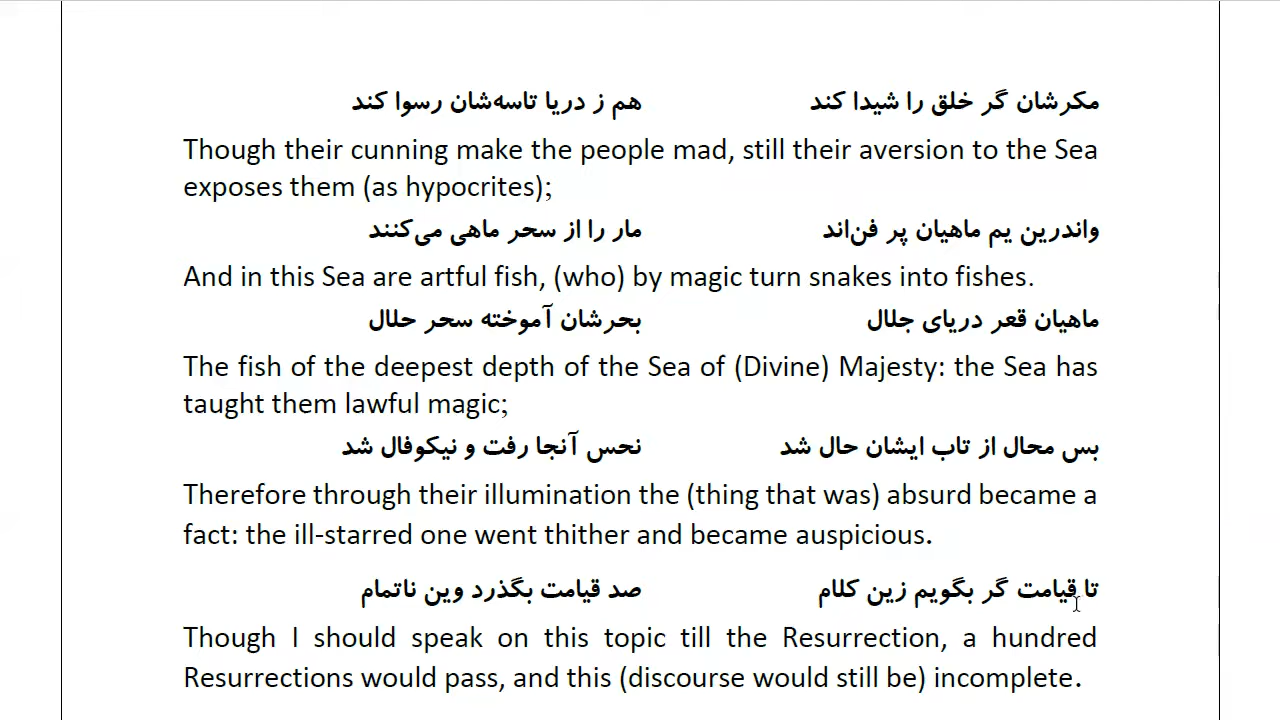 مکرشان گر خلق را شیدا کند هم ز دریا تاسه‌شان رسوا کند
Though their cunning make the people mad, still their aversion to the Sea
exposes them (as hypocrites);
واندرین یم ماهیان پر فن‌اند مار را از سحر ماهی می‌کنند
And in this Sea are artful fish, (who) by magic turn snakes into fishes.
ماهیان قعر دریای جلال بحرشان آموخته سحر حلال
The fish of the deepest depth of the Sea of (Divine) Majesty: the Sea has
taught them lawful magic;
بس محال از تاب ایشان حال شد نحس آنجا رفت و نیکوفال شد
Therefore through their illumination the (thing that was) absurd became a
fact: the ill-starred one went thither and became auspicious.
تا قیامت گر بگویم زین کلام صد قیامت بگذرد وین ناتمام
Though I should speak on this topic till the Resurrection, a hundred
Resurrections would pass, and this (discourse would still be) incomplete.